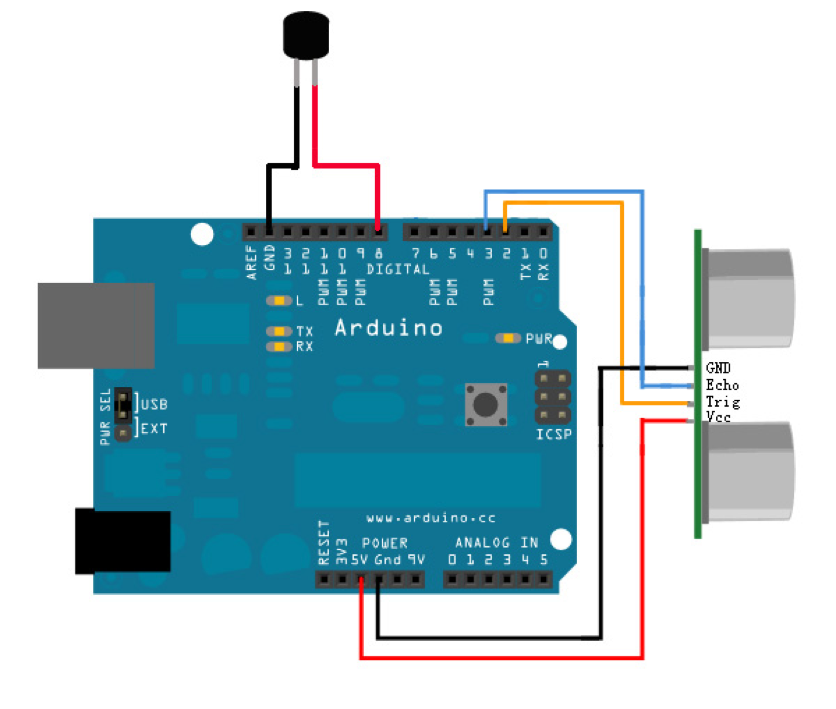 AREF GND 13 12 11 10 9 8 7 6 5 4 3 2 TX 1 RX 0
DIGITAL
PWM PWM PWM PWM PWM PWM
L
TX
RX
Arduino
PWR
1
ICSP
GND
Echo
Trig
Vcc
PWR SEL
USB
EXT
www.arduino.cc
POWER
ANALOG IN
RESET 3V3 5V Gnd 9V 0 1 2 3 4 5